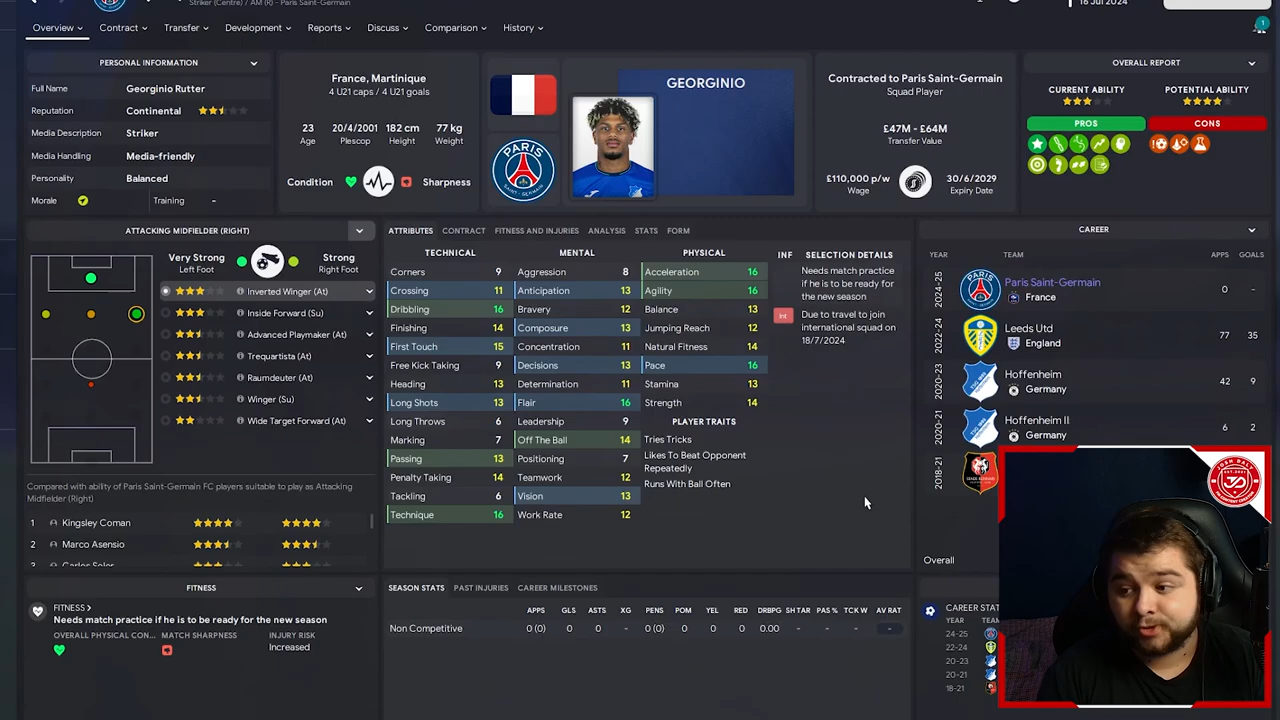 Striker (Centre) / AM (R) - Paris Saint-Germain
16 Jul 2024
Overview
Contract
Transfer
Development
Reports
Discuss
Comparison
History
1
PERSONAL INFORMATION
Full Name Georginio Rutter
Reputation Continental
Media Description Striker
Media Handling Media-friendly
Personality Balanced
Morale
Training -
France, Martinique
4 U21 caps / 4 U21 goals
23 20/4/2001 182 cm 77 kg
Age Plescop Height Weight
Condition
Sharpness
PARIS
SAINT-GERMAIN
GEORGINIO
Contracted to Paris Saint-Germain
Squad Player
£47M - £64M
Transfer Value
£110,000 p/w
Wage
30/6/2029
Expiry Date
OVERALL REPORT
CURRENT ABILITY
POTENTIAL ABILITY
PROS
CONS
ATTACKING MIDFIELDER (RIGHT)
Very Strong
Left Foot
Strong
Right Foot
Inverted Winger (At)
Inside Forward (Su)
Advanced Playmaker (At)
Trequartista (At)
Raumdeuter (At)
Winger (Su)
Wide Target Forward (At)
Compared with ability of Paris Saint-Germain FC players suitable to play as Attacking
Midfielder (Right)
1 Kingsley Coman
2 Marco Asensio
3 Carlos Soler
FITNESS
FITNESS >
Needs match practice if he is to be ready for the new season
OVERALL PHYSICAL CON...
MATCH SHARPNESS
INJURY RISK
Increased
ATTRIBUTES CONTRACT FITNESS AND INJURIES ANALYSIS STATS FORM
TECHNICAL
Corners 9
Crossing 11
Dribbling 16
Finishing 14
First Touch 15
Free Kick Taking 9
Heading 13
Long Shots 13
Long Throws 6
Marking 7
Passing 13
Penalty Taking 14
Tackling 6
Technique 16
MENTAL
Aggression 8
Anticipation 13
Bravery 12
Composure 13
Concentration 11
Decisions 13
Determination 11
Flair 16
Leadership 9
Off The Ball 14
Positioning 7
Teamwork 12
Vision 13
Work Rate 12
PHYSICAL
Acceleration 16
Agility 16
Balance 13
Jumping Reach 12
Natural Fitness 14
Pace 16
Stamina 13
Strength 14
PLAYER TRAITS
Tries Tricks
Likes To Beat Opponent
Repeatedly
Runs With Ball Often
INF SELECTION DETAILS
Needs match practice
if he is to be ready for
the new season
Int
Due to travel to join
international squad on
18/7/2024
SEASON STATS PAST INJURIES CAREER MILESTONES
APPS GLS ASTS XG PENS POM YEL RED DRBPG SH TAR PAS % TCK W AV RAT
Non Competitive 0 (0) 0 0 - 0 (0) 0 0 0 0.00 - - - -
CAREER
YEAR TEAM APPS GOALS
2024-25 Paris Saint-Germain 0 -
France
2022-24 Leeds Utd 77 35
England
2020-23 Hoffenheim 42 9
Germany
2020-21 Hoffenheim II 6 2
Germany
2018-21
Overall
CAREER STAT
YEAR TEAM
24-25
22-24
20-23
20-21
18-21
JOSH DALY
JD